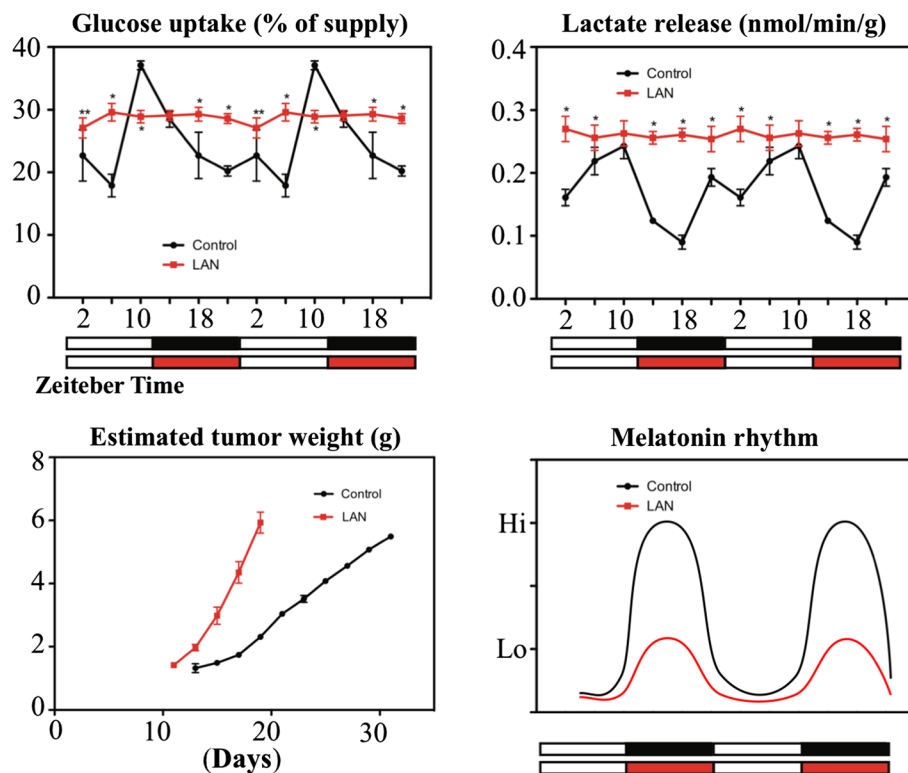 Glucose uptake (% of supply)
40
30
20
10
0
** * * * * ** * * * *
*
*
Control
LAN
2 10 18 2 10 18
Zeiteber Time
Lactate release (nmol/min/g)
0.4
0.3
0.2
0.1
0.0
Control
LAN
* * * * * * * * * *
2 10 18 2 10 18
Estimated tumor weight (g)
8
6
4
2
0
Control
LAN
0 10 20 30
(Days)
Melatonin rhythm
Control
LAN
Hi
Lo